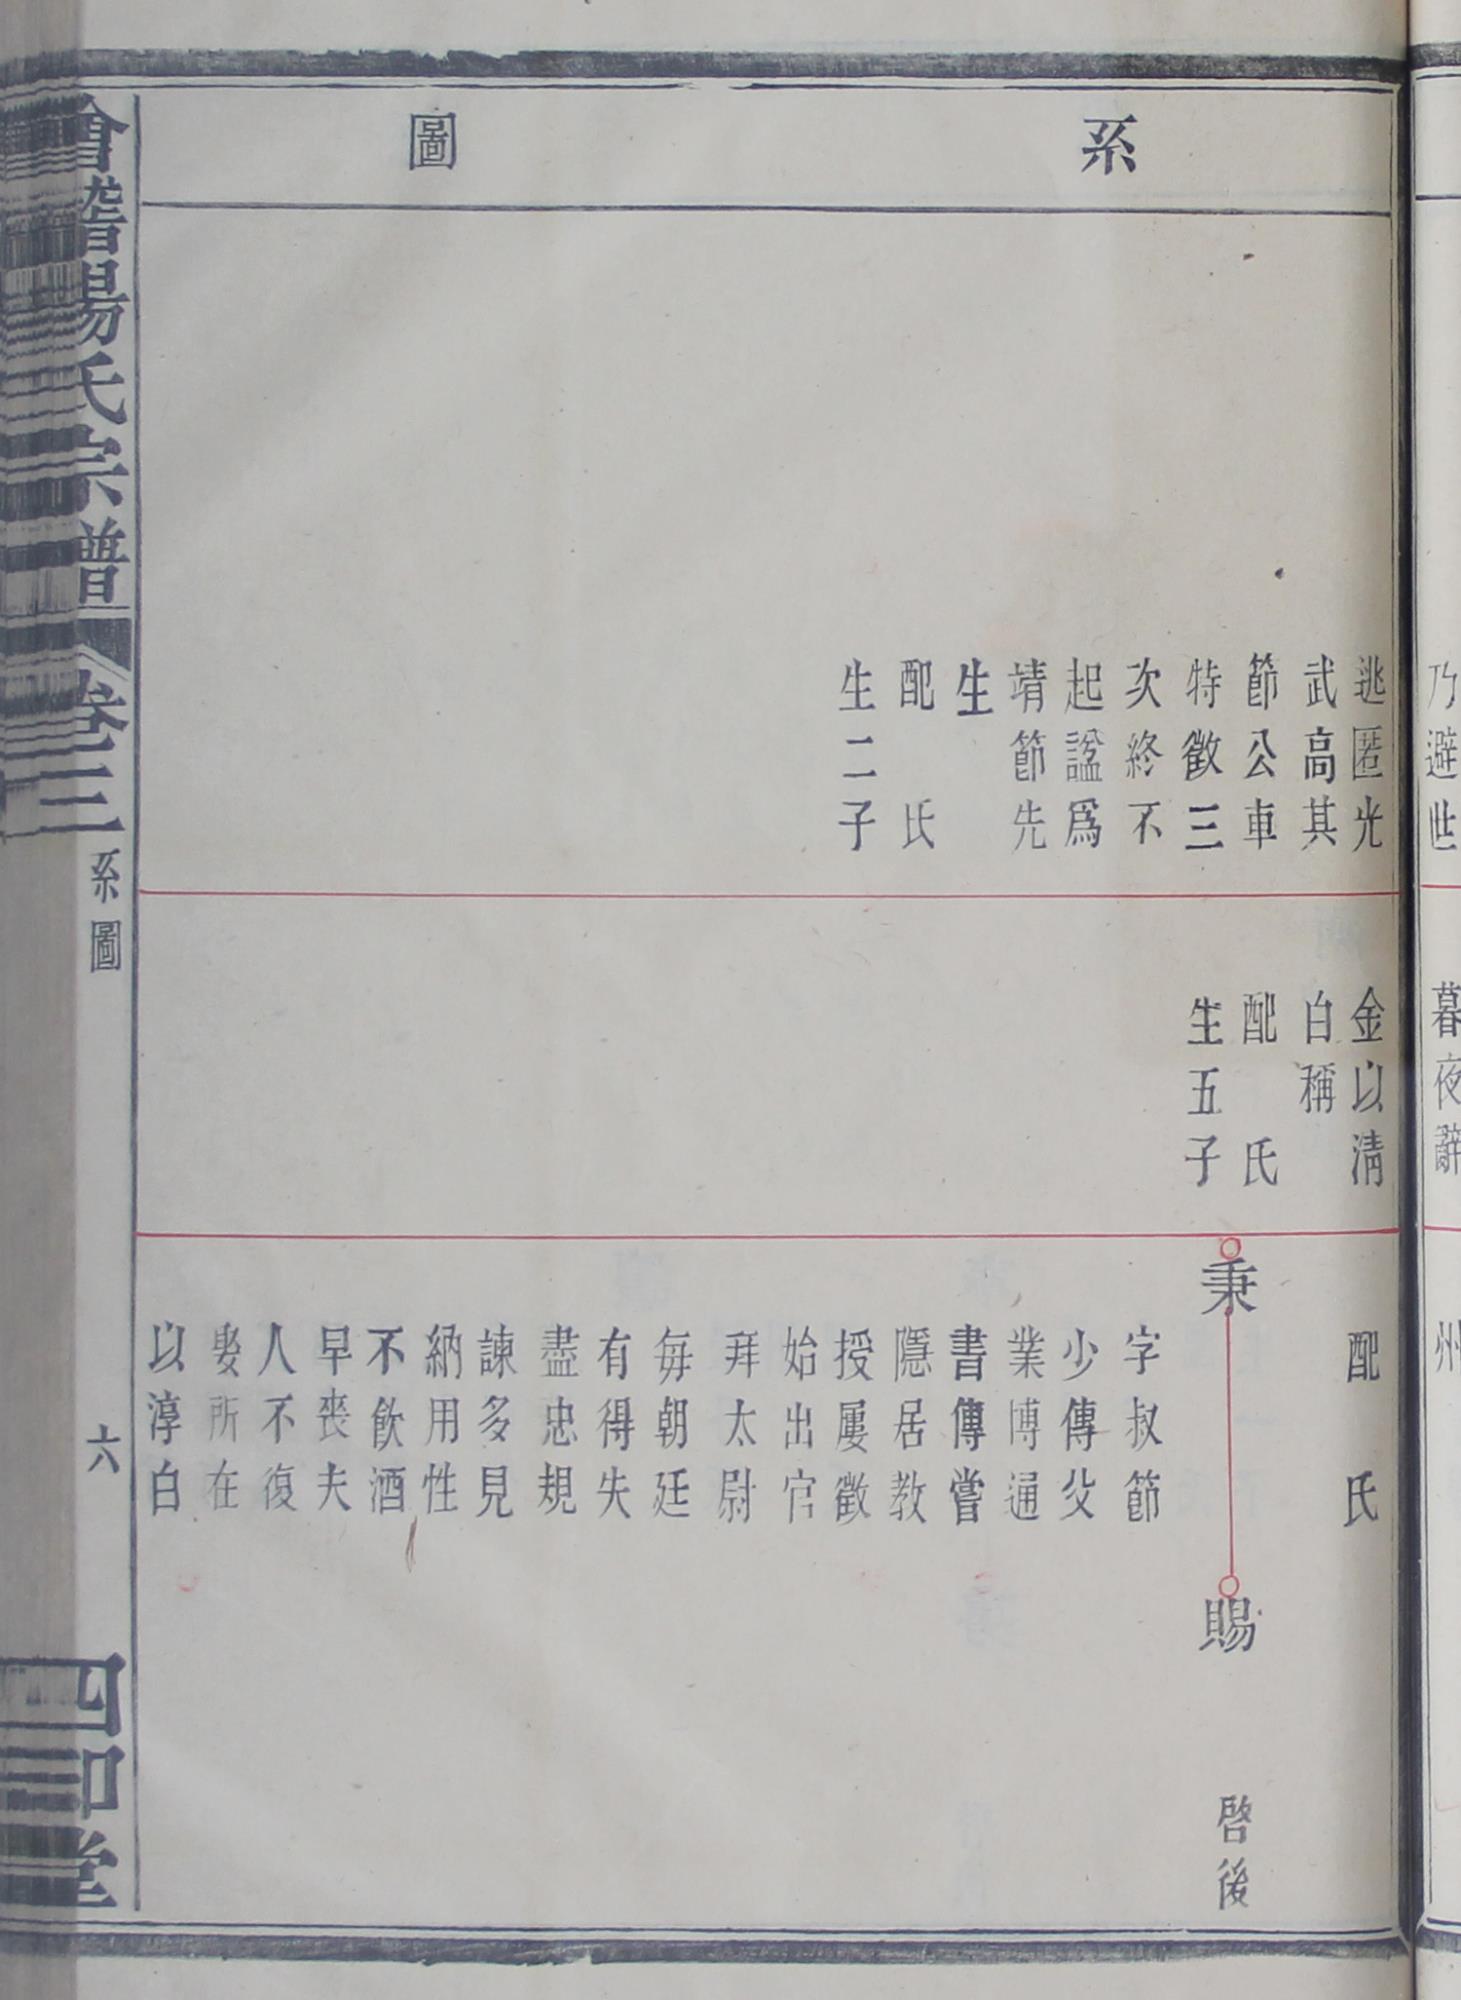 系圖
逃匿光
武高其
節公車
特徵三
次終不
起諡爲
靖節先
生
配氏
生二子
金以清
白稱
配氏
生五子
配氏
秉
字叔節
少傳父
業博通
書傳嘗
隱居教
授屢徵
始出官
拜太尉
每朝廷
有得失
盡忠規
諫多見
納用性
不飲酒
早喪夫
人不復
娶所在
以淳白
賜
啓後
會稽楊氏宗譜
卷三
系圖
六
四知堂
乃避世
暮夜辭
州